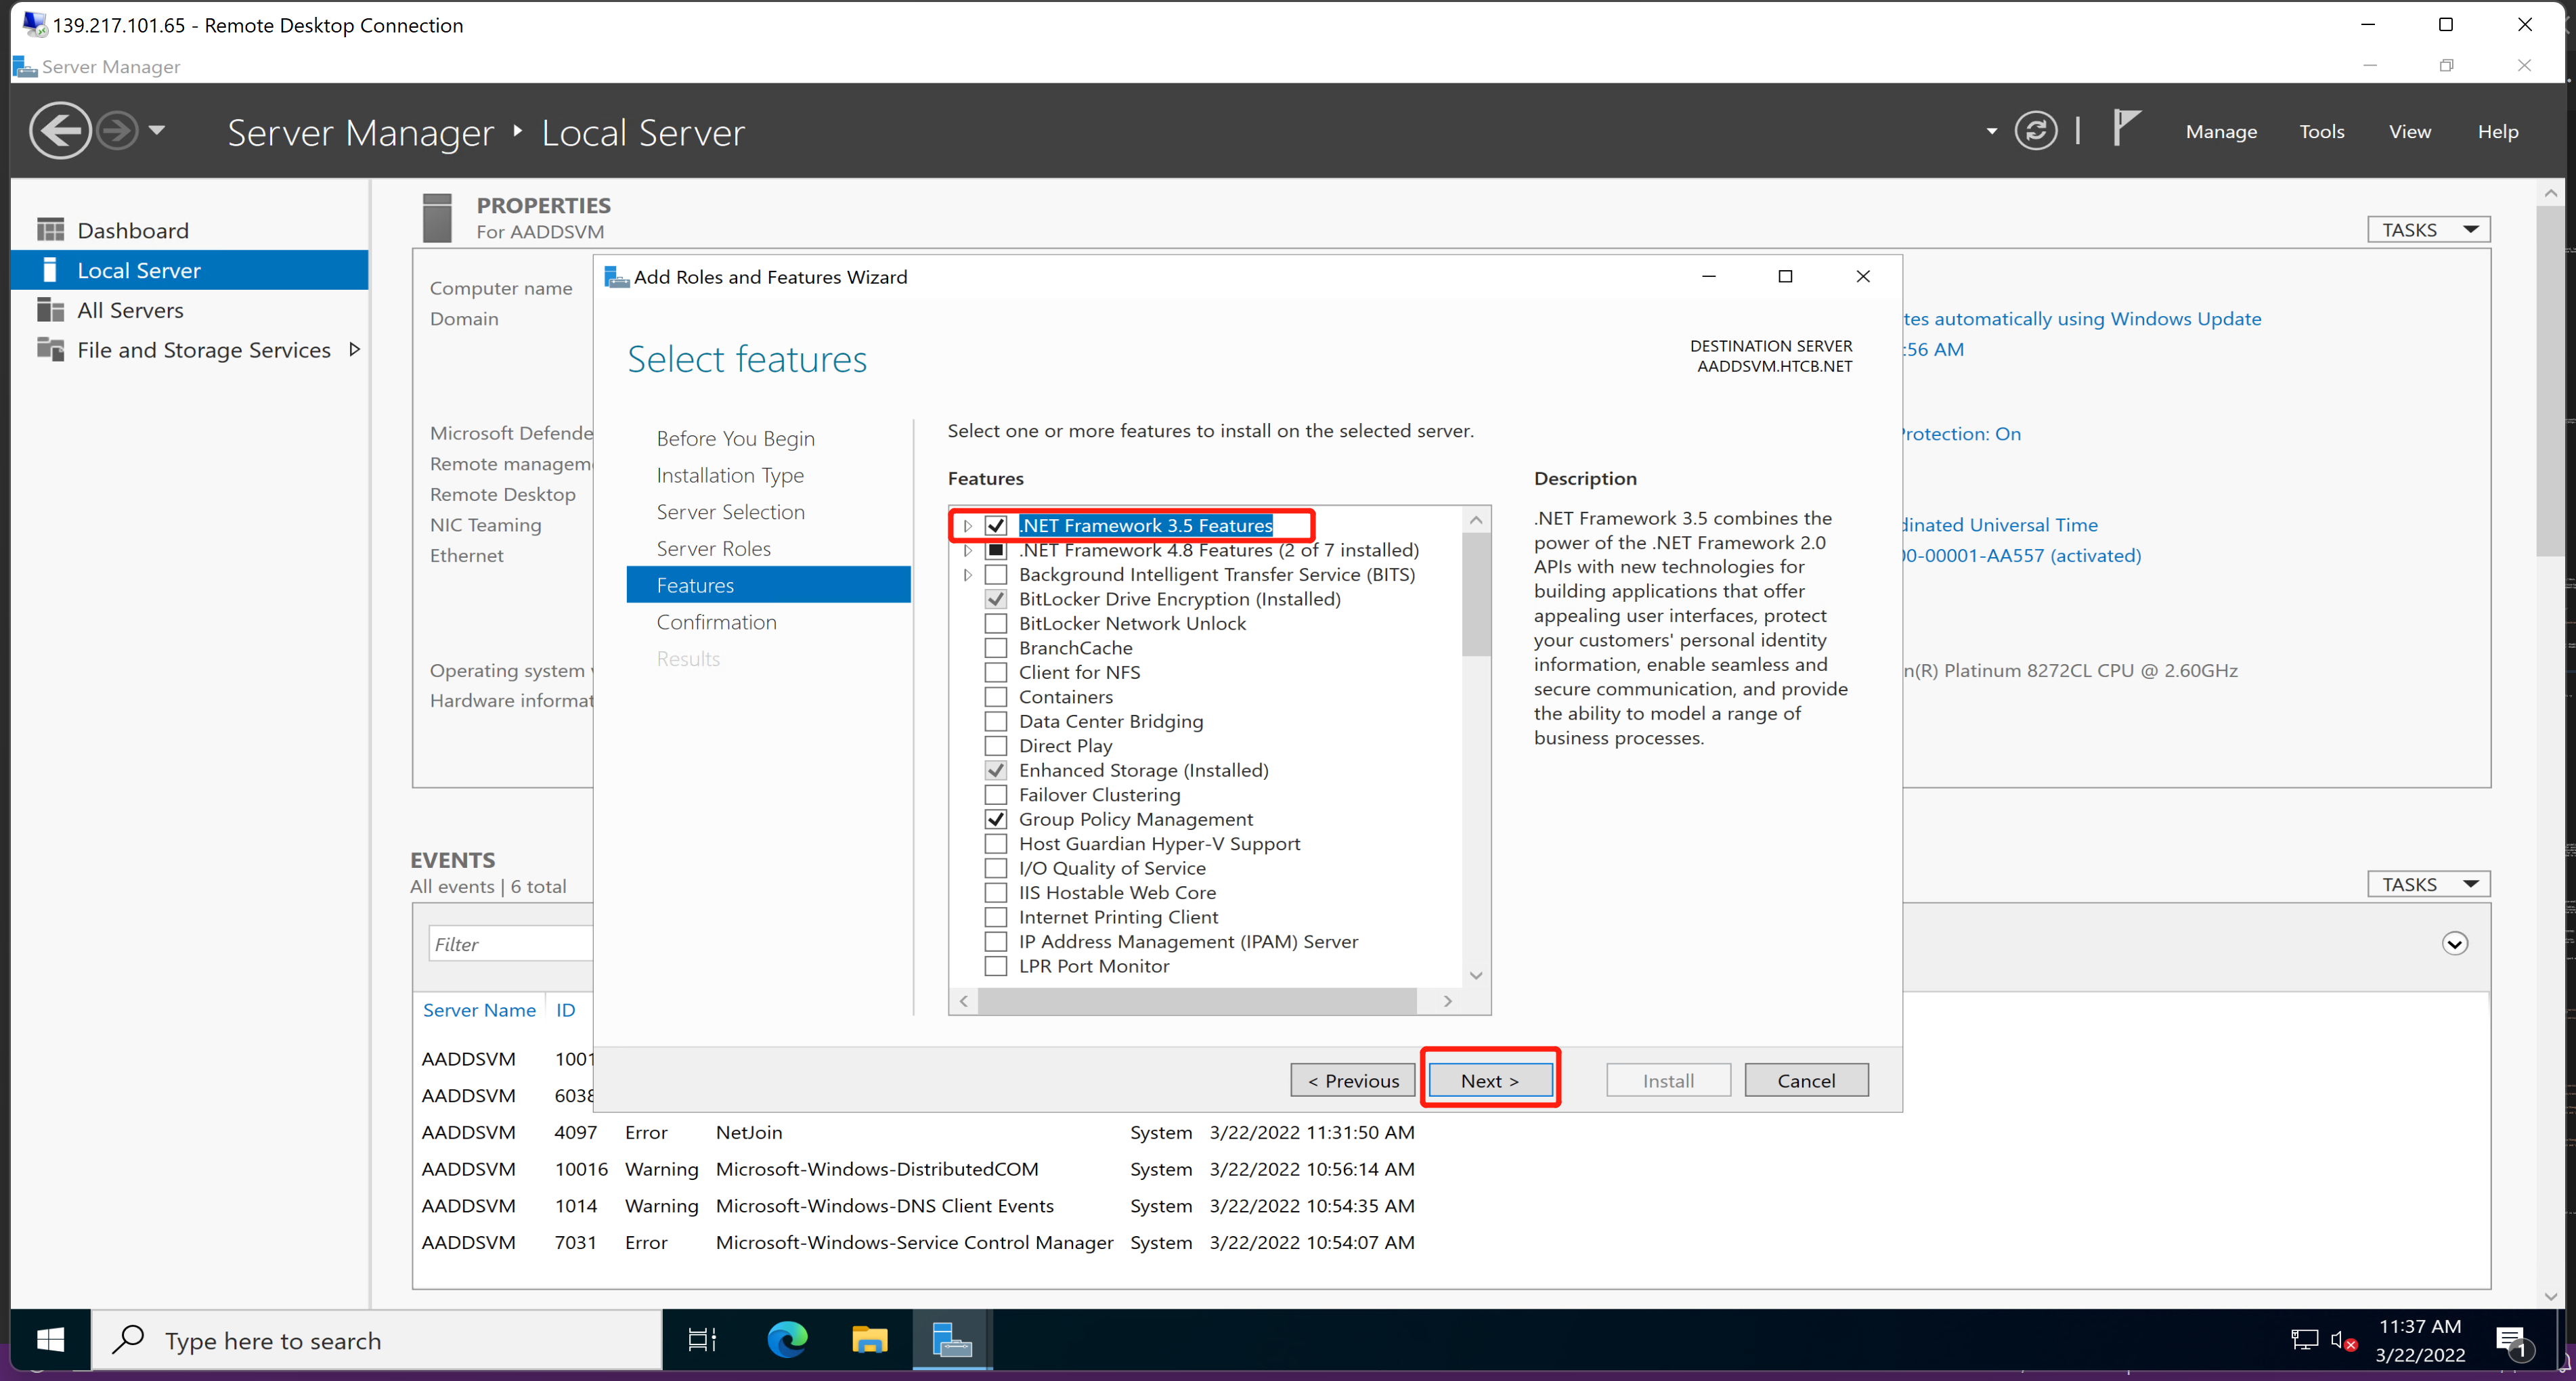 139.217.101.65 - Remote Desktop Connection
Server Manager
Server Manager ‣ Local Server
Manage Tools View Help
Dashboard
Local Server
All Servers
File and Storage Services
PROPERTIES
For AADDSVM
TASKS
Computer name
Domain
Microsoft Defende
Remote managem
Remote Desktop
NIC Teaming
Ethernet
Operating system
Hardware informat
tes automatically using Windows Update
:56 AM
Protection: On
dinated Universal Time
00-00001-AA557 (activated)
n(R) Platinum 8272CL CPU @ 2.60GHz
Add Roles and Features Wizard
Select features
DESTINATION SERVER
AADDSVM.HTCB.NET
Before You Begin
Installation Type
Server Selection
Server Roles
Features
Confirmation
Results
Select one or more features to install on the selected server.
Features
.NET Framework 3.5 Features
.NET Framework 4.8 Features (2 of 7 installed)
Background Intelligent Transfer Service (BITS)
BitLocker Drive Encryption (Installed)
BitLocker Network Unlock
BranchCache
Client for NFS
Containers
Data Center Bridging
Direct Play
Enhanced Storage (Installed)
Failover Clustering
Group Policy Management
Host Guardian Hyper-V Support
I/O Quality of Service
IIS Hostable Web Core
Internet Printing Client
IP Address Management (IPAM) Server
LPR Port Monitor
Description
.NET Framework 3.5 combines the
power of the .NET Framework 2.0
APIs with new technologies for
building applications that offer
appealing user interfaces, protect
your customers' personal identity
information, enable seamless and
secure communication, and provide
the ability to model a range of
business processes.
< Previous Next > Install Cancel
EVENTS
All events | 6 total
TASKS
Filter
Server Name ID
AADDSVM 1001
AADDSVM 6038
AADDSVM 4097 Error NetJoin System 3/22/2022 11:31:50 AM
AADDSVM 10016 Warning Microsoft-Windows-DistributedCOM System 3/22/2022 10:56:14 AM
AADDSVM 1014 Warning Microsoft-Windows-DNS Client Events System 3/22/2022 10:54:35 AM
AADDSVM 7031 Error Microsoft-Windows-Service Control Manager System 3/22/2022 10:54:07 AM
Type here to search
11:37 AM
3/22/2022
1